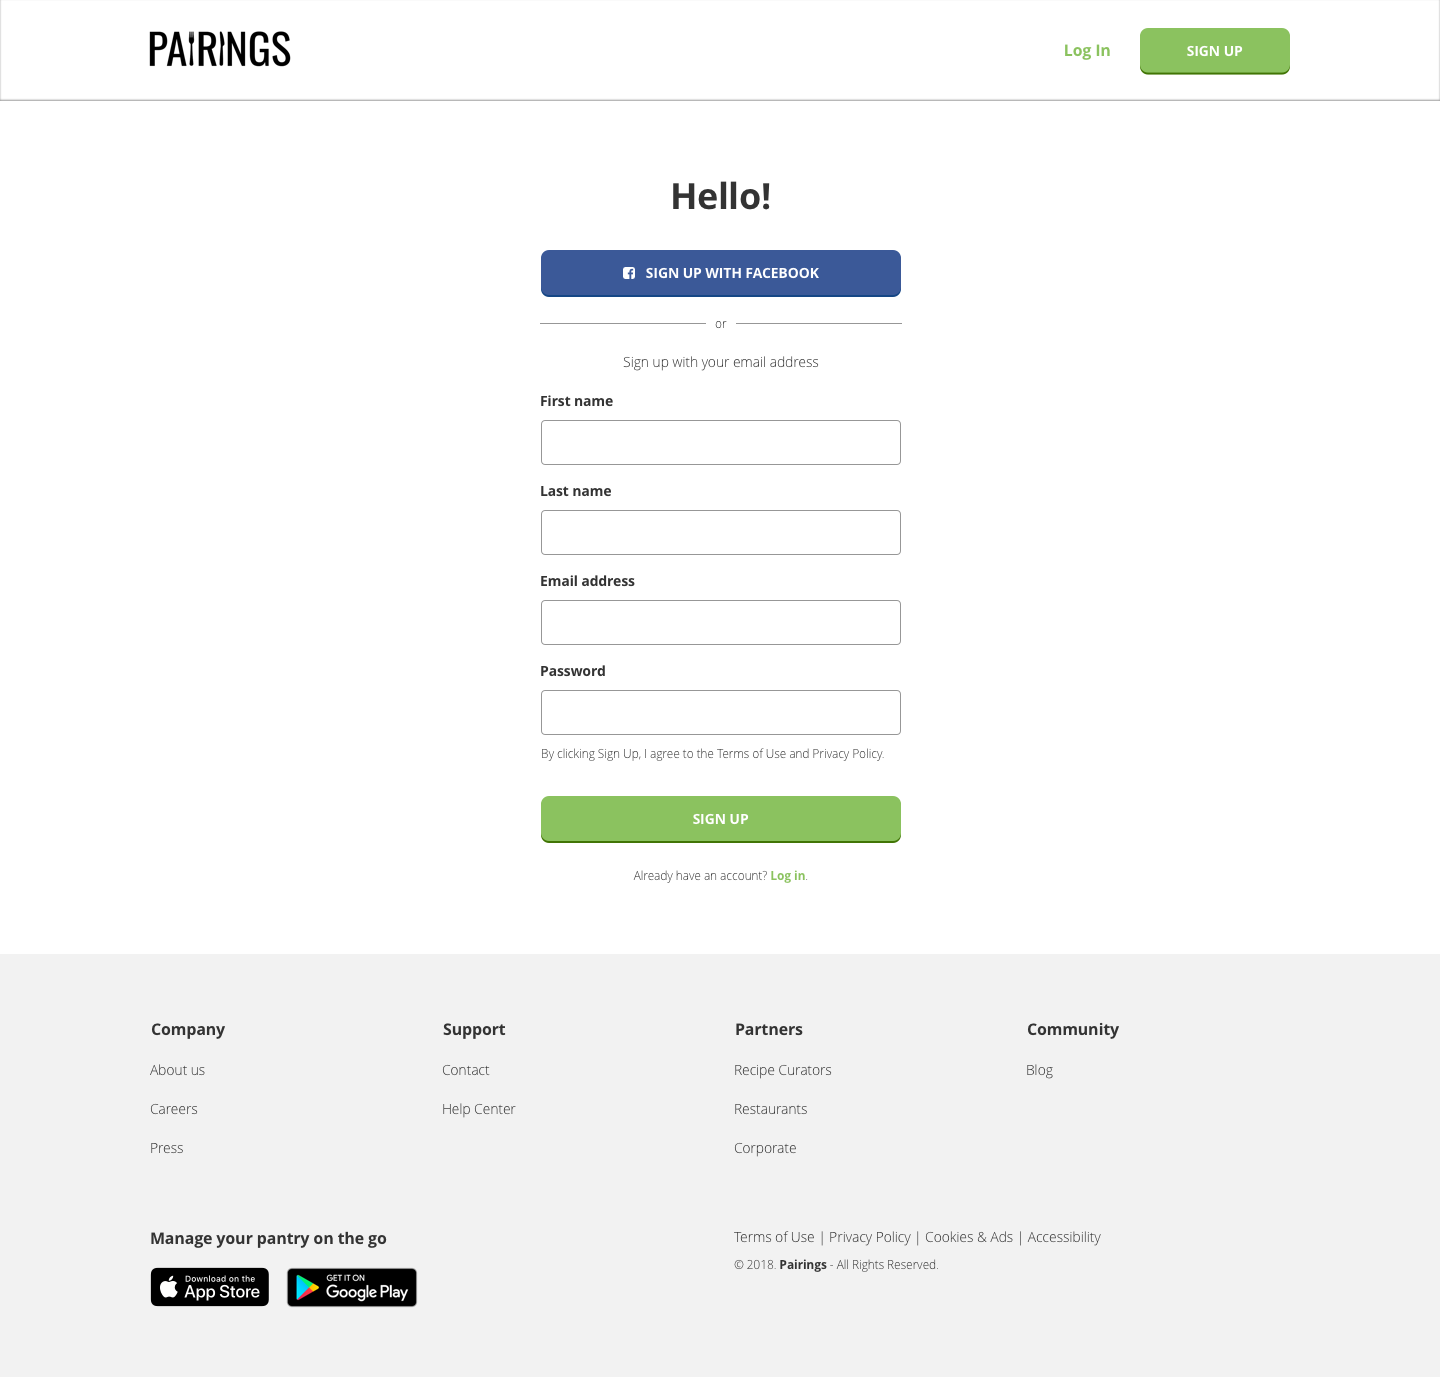 PAIRINGS
Log In
SIGN UP
Hello!
SIGN UP WITH FACEBOOK
or
Sign up with your email address
First name
Last name
Email address
Password
By clicking Sign Up, I agree to the Terms of Use and Privacy Policy.
SIGN UP
Already have an account? Log in.
Company
About us
Careers
Press
Support
Contact
Help Center
Partners
Recipe Curators
Restaurants
Corporate
Community
Blog
Manage your pantry on the go
Download on the
App Store
GET IT ON
Google Play
Terms of Use | Privacy Policy | Cookies & Ads | Accessibility
© 2018. Pairings - All Rights Reserved.